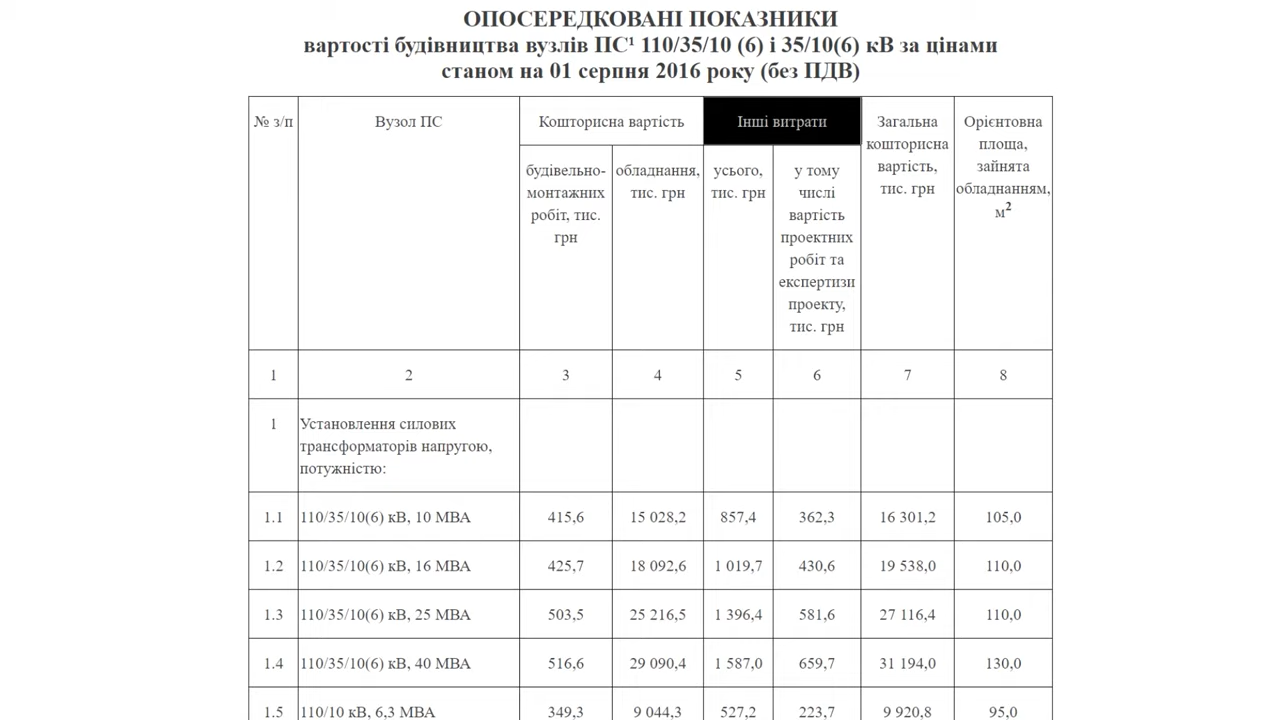 ОПОСЕРЕДКОВАНІ ПОКАЗНИКИ
вартості будівництва вузлів ПС¹ 110/35/10 (6) і 35/10(6) кВ за цінами
станом на 01 серпня 2016 року (без ПДВ)
№ з/п
Вузол ПС
Кошторисна вартість
Інші витрати
Загальна
кошторисна
вартість,
тис. грн
Орієнтовна
площа,
зайнята
обладнанням,
м²
будівельно-
монтажних
робіт, тис.
грн
обладнання,
тис. грн
усього,
тис. грн
у тому
числі
вартість
проектних
робіт та
експертизи
проекту,
тис. грн
1 2 3 4 5 6 7 8
1 Установлення силових
трансформаторів напругою,
потужністю:
1.1 110/35/10(6) кВ, 10 МВА 415,6 15 028,2 857,4 362,3 16 301,2 105,0
1.2 110/35/10(6) кВ, 16 МВА 425,7 18 092,6 1 019,7 430,6 19 538,0 110,0
1.3 110/35/10(6) кВ, 25 МВА 503,5 25 216,5 1 396,4 581,6 27 116,4 110,0
1.4 110/35/10(6) кВ, 40 МВА 516,6 29 090,4 1 587,0 659,7 31 194,0 130,0
1.5 110/10 кВ, 6,3 МВА 349,3 9 044,3 527,2 223,7 9 920,8 95,0